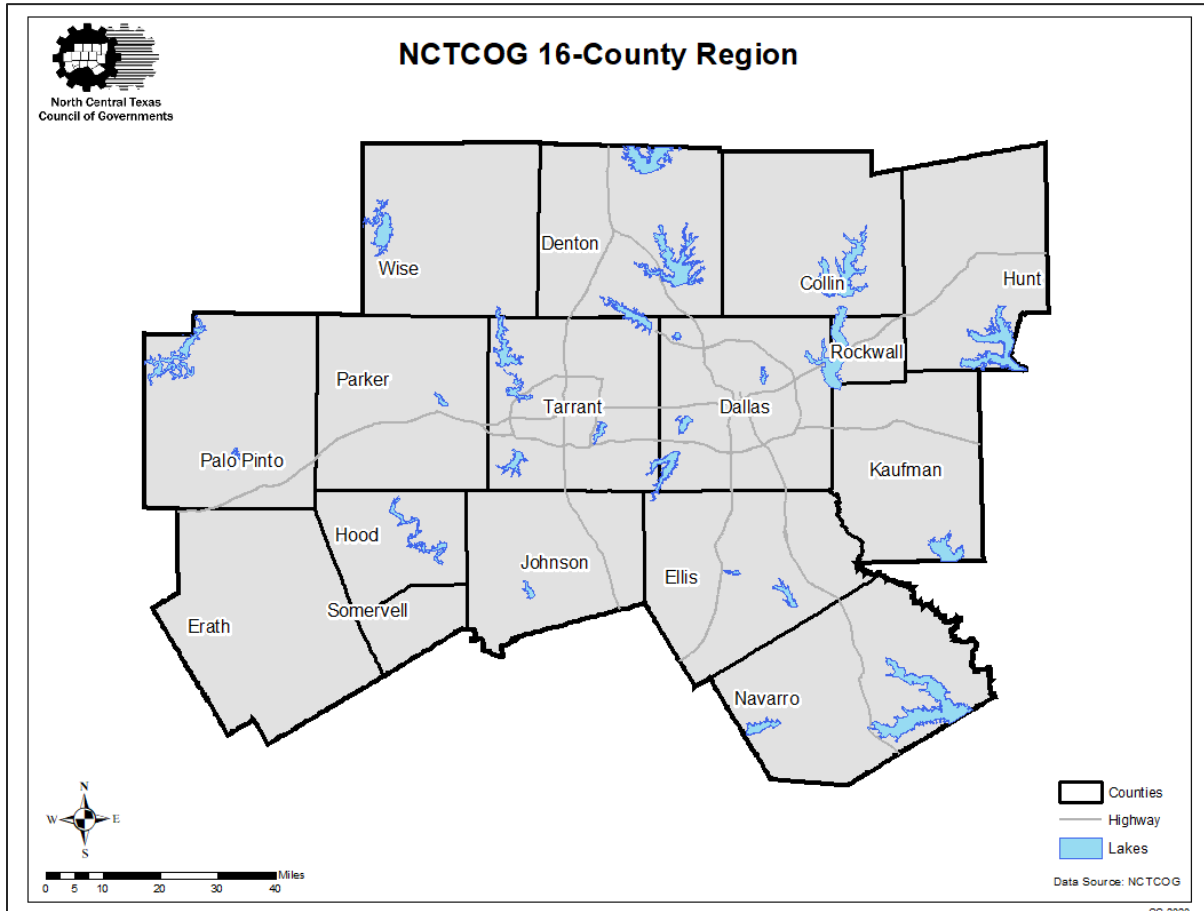 NCTCOG 16-County Region
North Central Texas
Council of Governments
Denton
Wise
Collin
Hunt
Rockwall
Parker
Tarrant
Dallas
Palo Pinto
Kaufman
Hood
Johnson
Ellis
Somervell
Erath
Navarro
N
W
E
S
Counties
Highway
Lakes
Miles
0 5 10 20 30 40
Data Source: NCTCOG